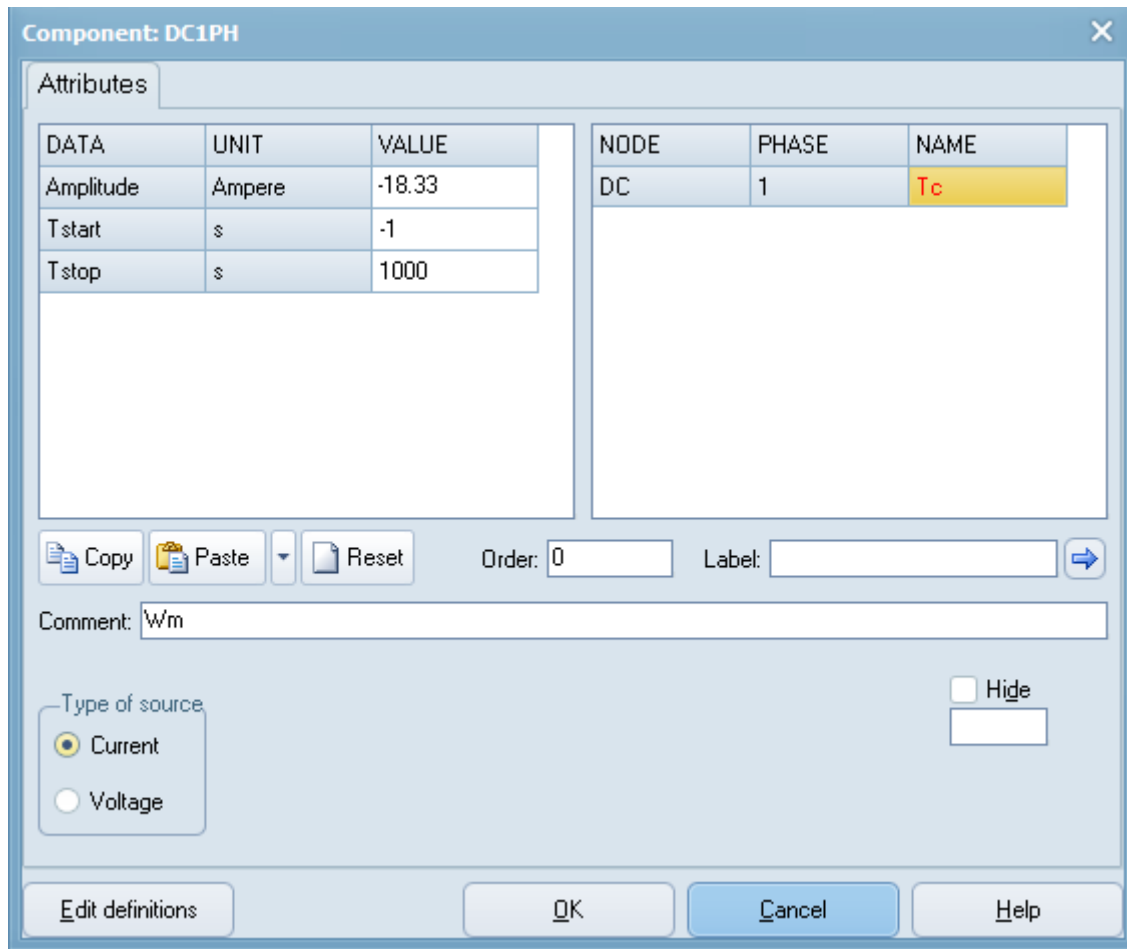 Component: DC1PH
Attributes
DATA UNIT VALUE
Amplitude Ampere -18.33
Tstart s -1
Tstop s 1000
NODE PHASE NAME
DC 1 Tc
Copy Paste Reset Order: 0 Label:
Comment: Wm
Type of source
Current
Voltage
Hide
Edit definitions OK Cancel Help